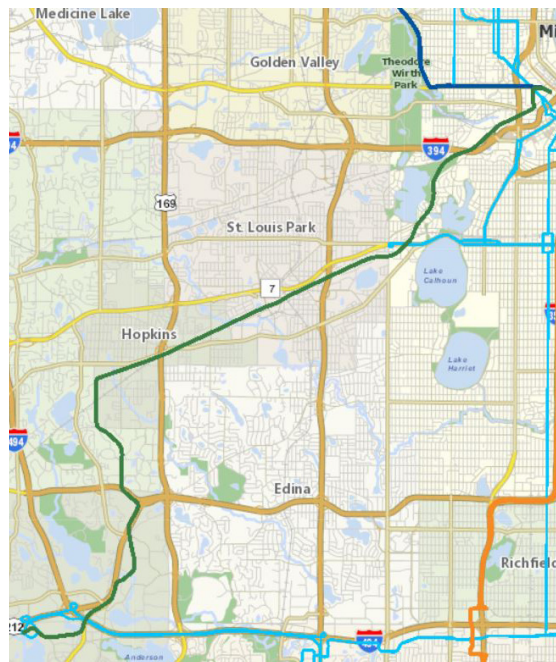 Medicine Lake
Mi
Golden Valley
Theodore
Wirth
Park
394
169
St. Louis Park
Lake
Calhoun
7
Hopkins
Lake
Harriet
494
Edina
Richfield
212
494
Anderson